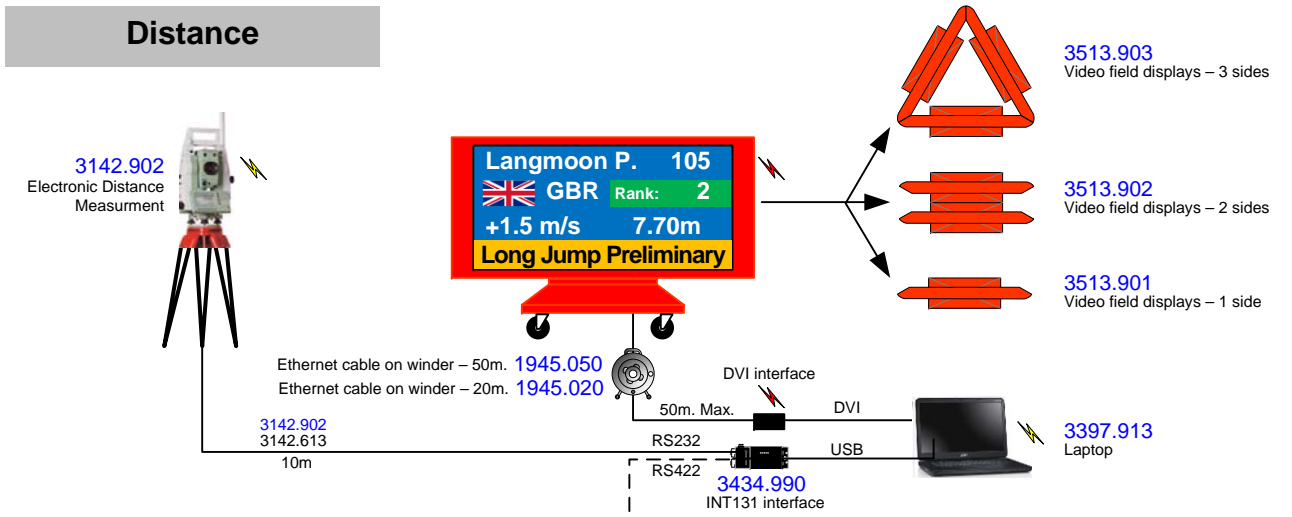 Distance
3142.902
Electronic Distance
Measurment
Langmoon P. 105
GBR Rank: 2
+1.5 m/s 7.70m
Long Jump Preliminary
3513.903
Video field displays – 3 sides
3513.902
Video field displays – 2 sides
3513.901
Video field displays – 1 side
Ethernet cable on winder – 50m. 1945.050
Ethernet cable on winder – 20m. 1945.020
DVI interface
50m. Max.
DVI
3142.902
3142.613
10m
RS232
RS422
USB
3434.990
INT131 interface
3397.913
Laptop